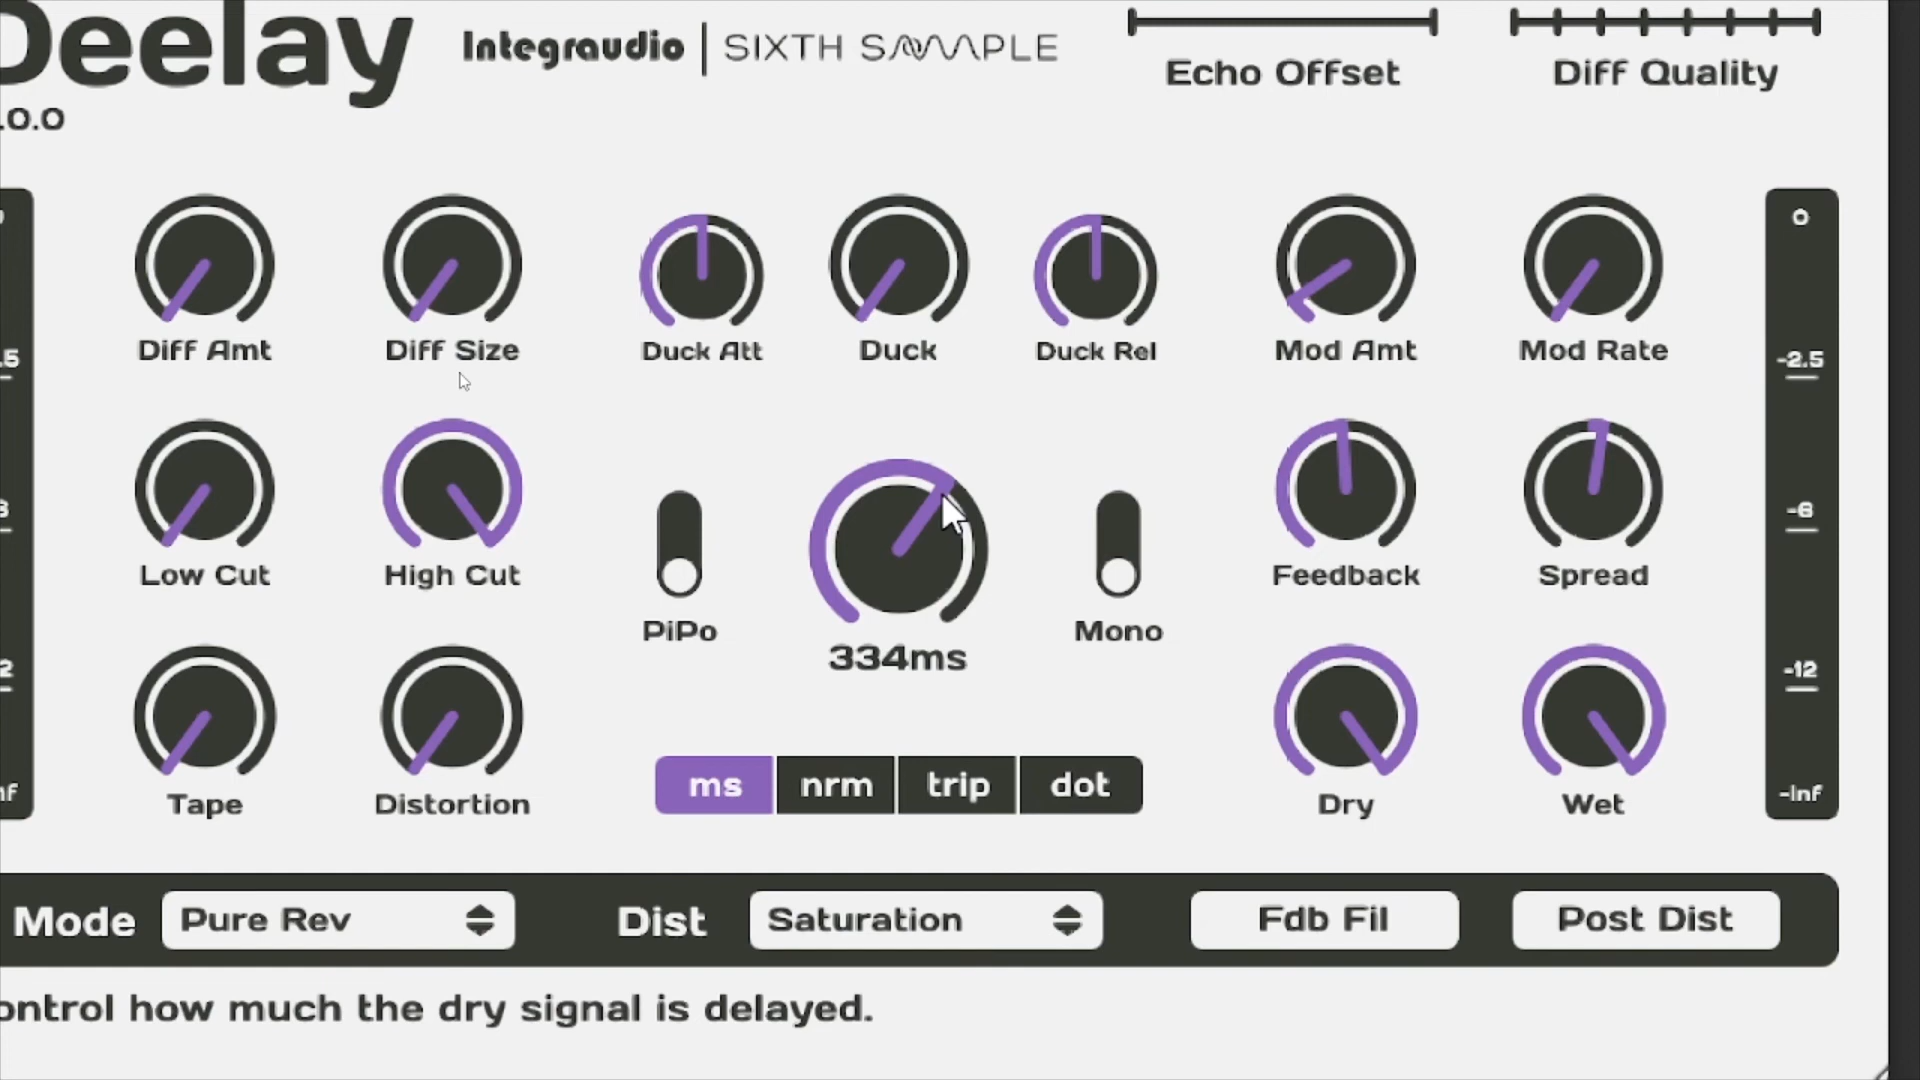 Deelay
Integraudio | SIXTH SAMPLE
Echo Offset
Diff Quality
.0.0
Diff Amt
Diff Size
Duck Att
Duck
Duck Rel
Mod Amt
Mod Rate
0
-2.5
-6
-12
-Inf
Low Cut
High Cut
PiPo
334ms
Mono
Feedback
Spread
Tape
Distortion
ms
nrm
trip
dot
Dry
Wet
Mode
Pure Rev
Dist
Saturation
Fdb Fil
Post Dist
ontrol how much the dry signal is delayed.